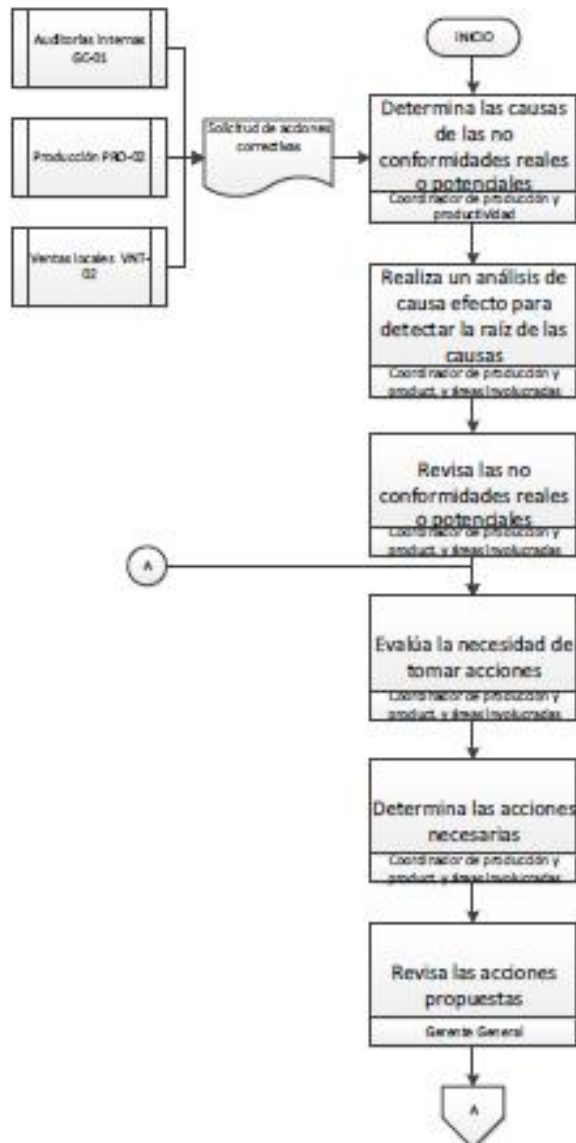 Auditorías Internas
GC-01
Producción PRO-02
Ventas locales VNT-
02
Solicitud de acciones
correctivas
INICIO
Determina las causas
de las no
conformidades reales
o potenciales
Coordinador de producción y
productividad
Realiza un análisis de
causa efecto para
detectar la raíz de las
causas
Coordinador de producción y
product. y áreas involucradas
Revisa las no
conformidades reales
o potenciales
Coordinador de producción y
product. y áreas involucradas
A
Evalúa la necesidad de
tomar acciones
Coordinador de producción y
product. y áreas involucradas
Determina las acciones
necesarias
Coordinador de producción y
product. y áreas involucradas
Revisa las acciones
propuestas
Gerente General
A